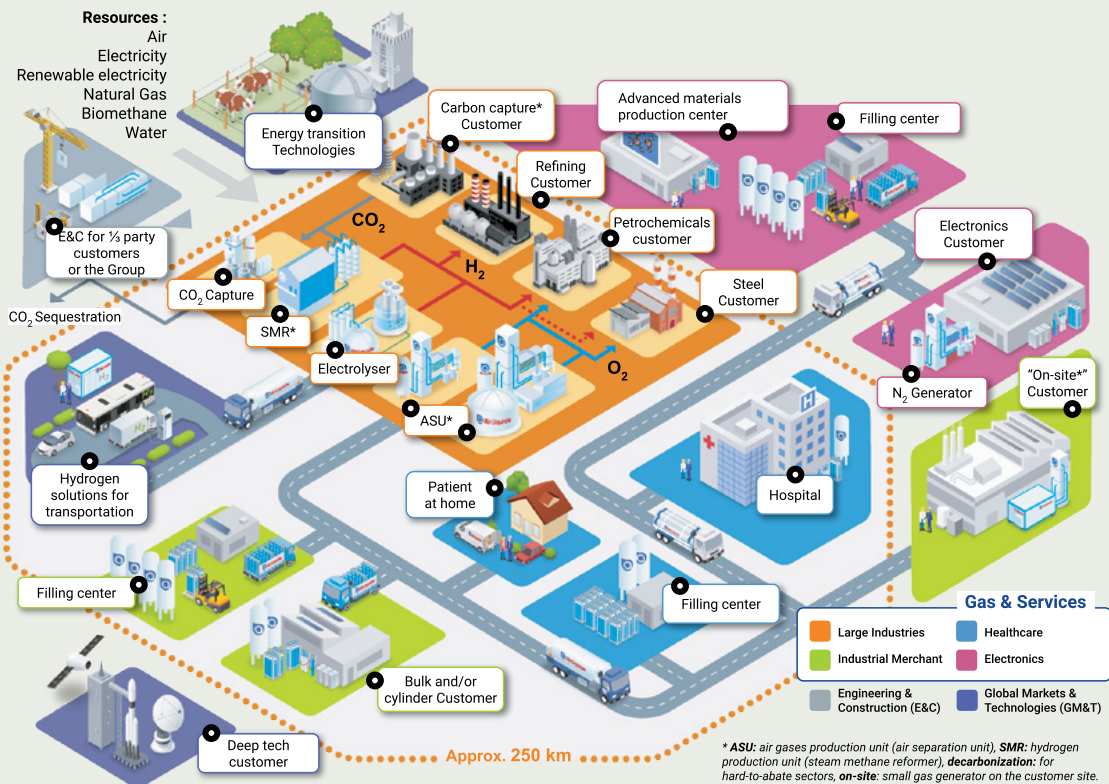 Resources :
Air
Electricity
Renewable electricity
Natural Gas
Biomethane
Water
Energy transition
Technologies
Carbon capture*
Customer
Advanced materials
production center
Filling center
Refining
Customer
Petrochemicals
customer
Electronics
Customer
E&C for ⅓ party
customers
or the Group
CO₂
H₂
CO₂ Capture
Steel
Customer
CO₂ Sequestration
SMR*
Electrolyser
O₂
N₂ Generator
"On-site*"
Customer
ASU*
H₂
H₂
Hydrogen
solutions for
transportation
Patient
at home
H
Hospital
Filling center
Filling center
Bulk and/or
cylinder Customer
Deep tech
customer
Approx. 250 km
Gas & Services
Large Industries
Healthcare
Industrial Merchant
Electronics
Engineering &
Construction (E&C)
Global Markets &
Technologies (GM&T)
* ASU: air gases production unit (air separation unit), SMR: hydrogen
production unit (steam methane reformer), decarbonization: for
hard-to-abate sectors, on-site: small gas generator on the customer site.